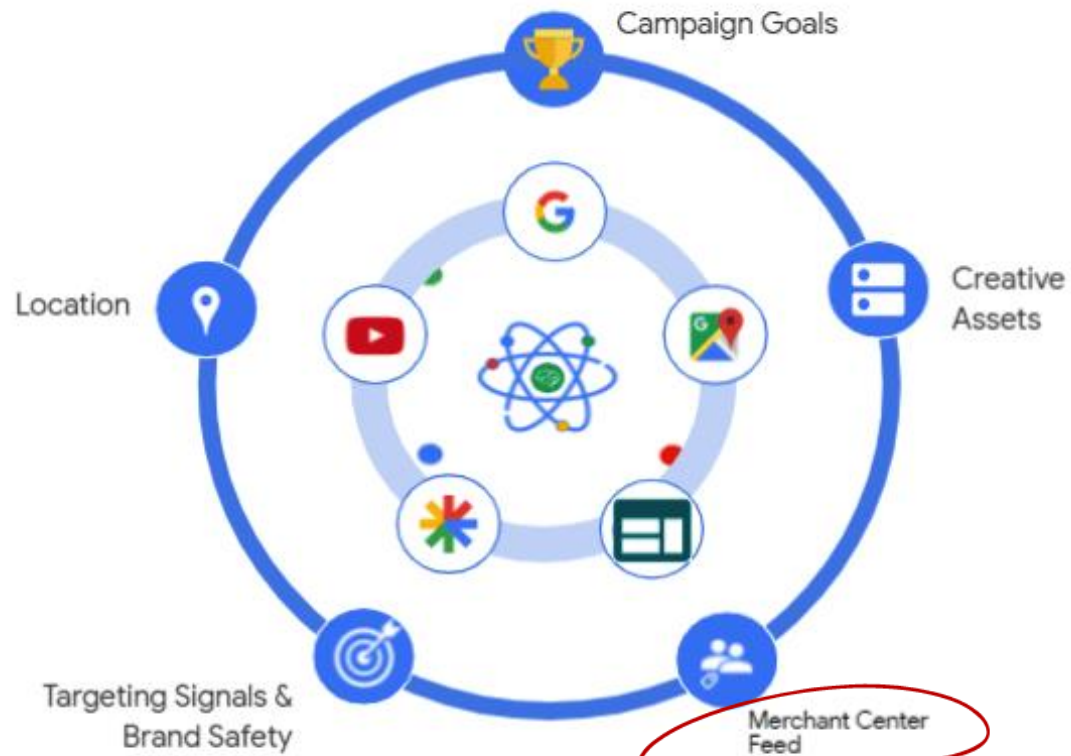 Campaign Goals
Location
Creative
Assets
Targeting Signals &
Brand Safety
Merchant Center
Feed